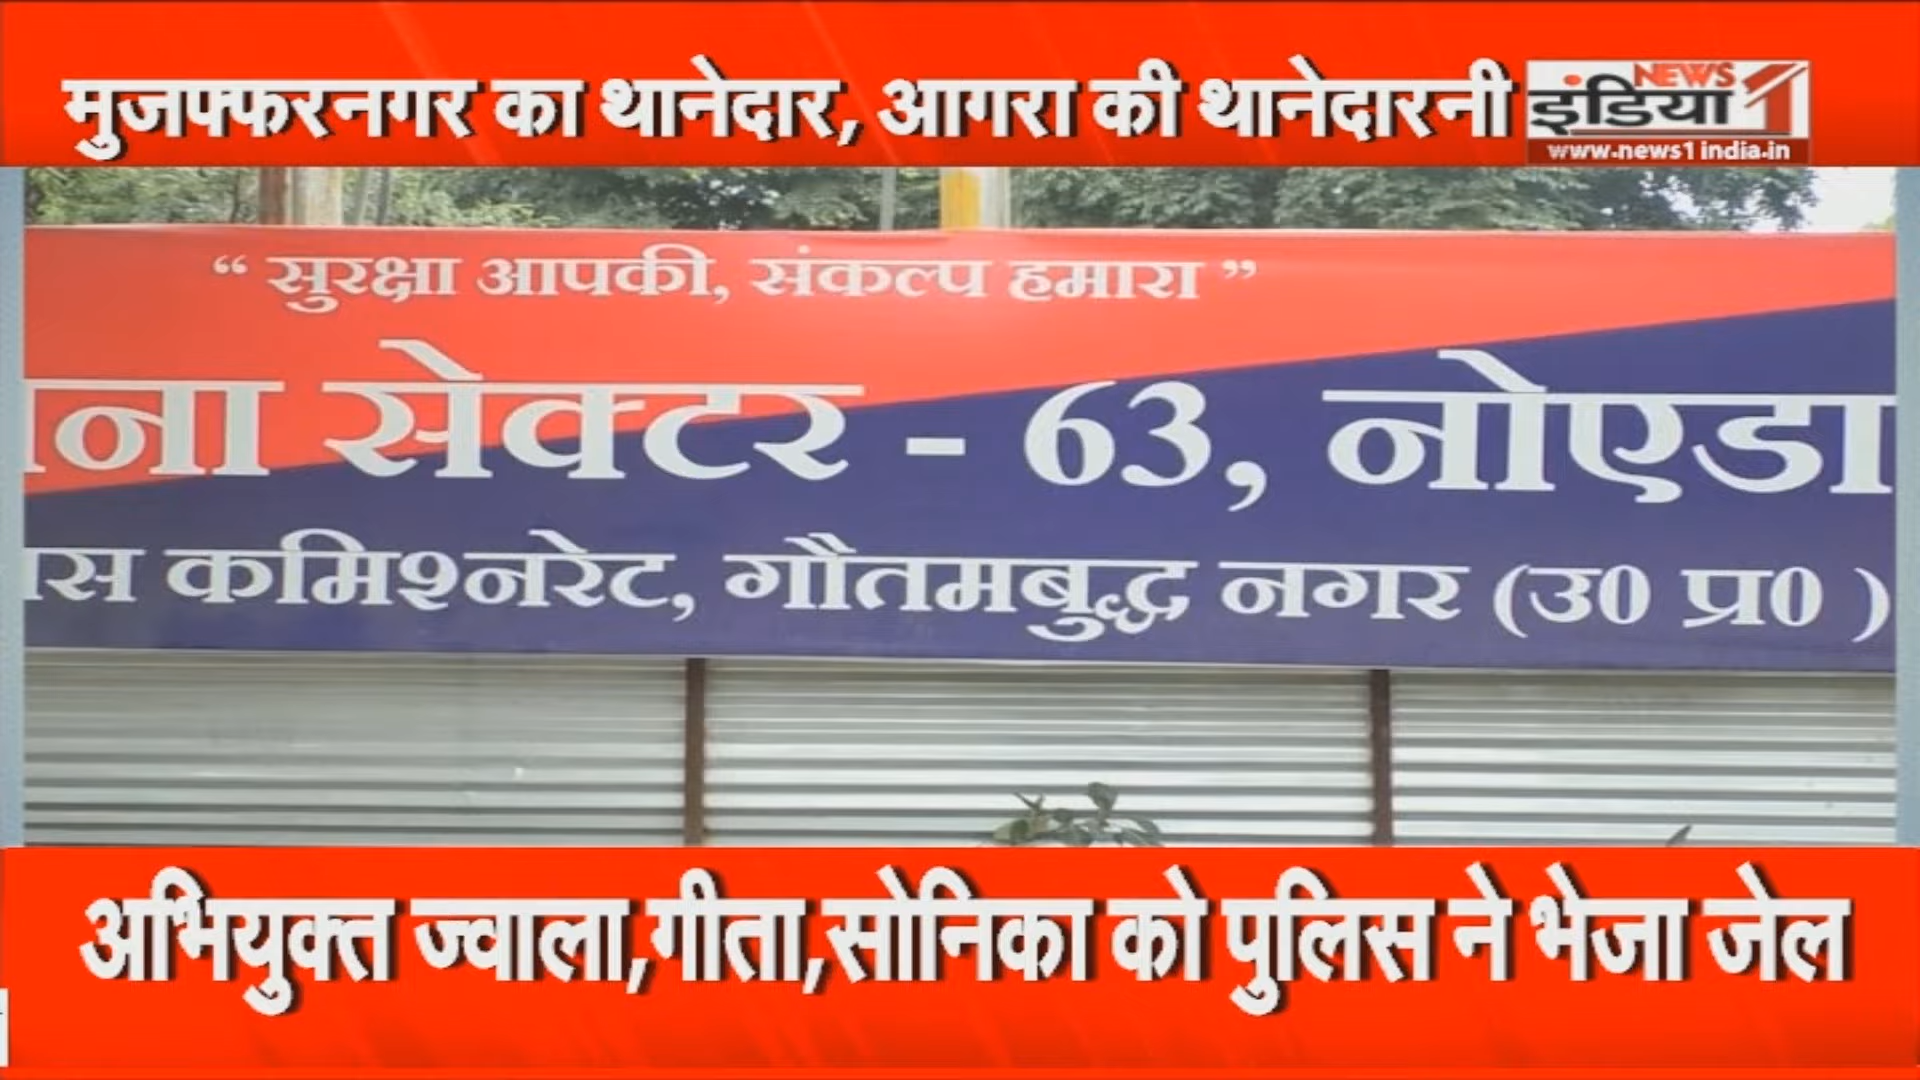 मुजफ्फरनगर का थानेदार, आगरा की थानेदारनी
NEWS
इंडिया 1
www.news1india.in
“ सुरक्षा आपकी, संकल्प हमारा ”
ना सेक्टर - 63, नोएडा
स कमिश्नरेट, गौतमबुद्ध नगर (उ0 प्र0 )
अभियुक्त ज्वाला,गीता,सोनिका को पुलिस ने भेजा जेल